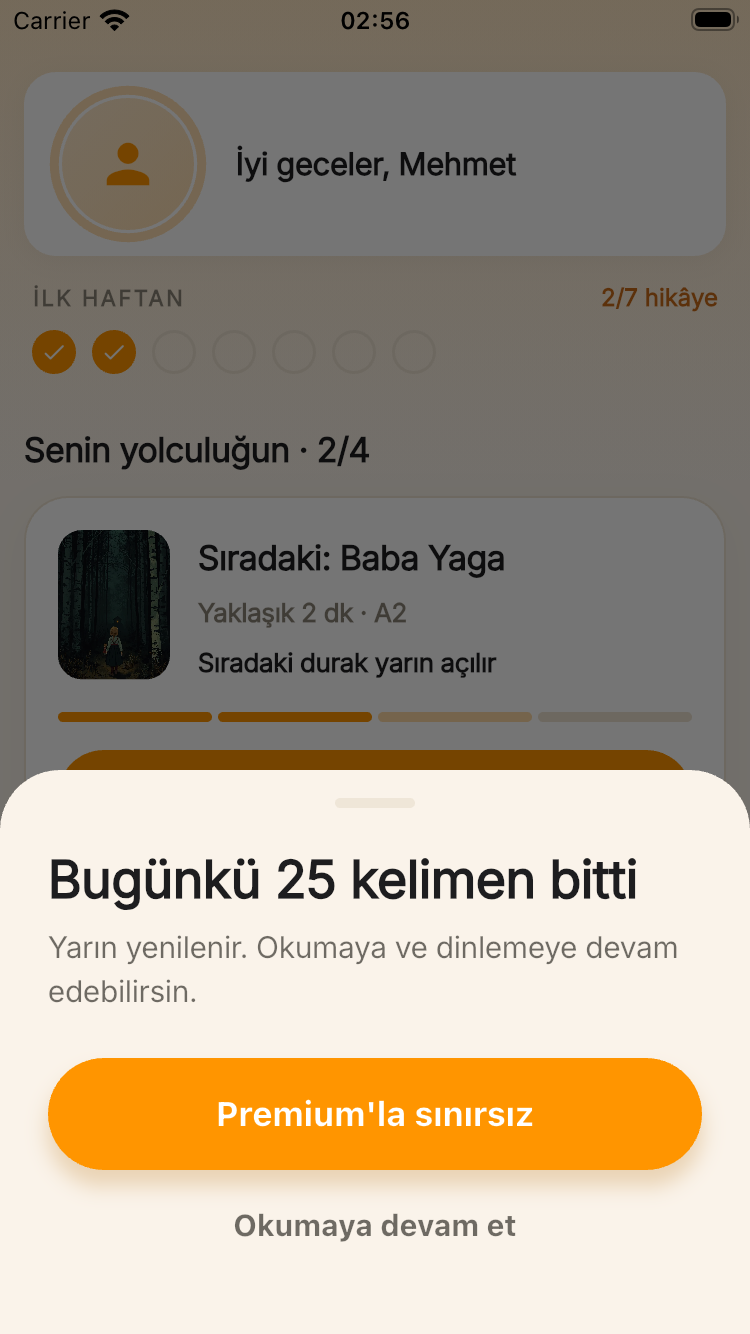 Carrier 02:56
İyi geceler, Mehmet
İLK HAFTAN 2/7 hikâye
Senin yolculuğun · 2/4
Sıradaki: Baba Yaga
Yaklaşık 2 dk · A2
Sıradaki durak yarın açılır
Bugünkü 25 kelimen bitti
Yarın yenilenir. Okumaya ve dinlemeye devam
edebilirsin.
Premium'la sınırsız
Okumaya devam et